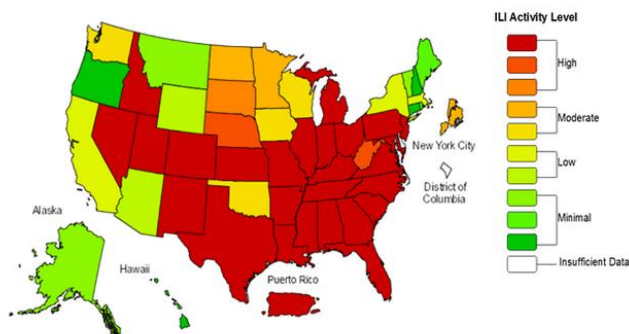 ILI Activity Level
High
Moderate
Low
Minimal
Insufficient Data
New York City
District of
Columbia
Alaska
Hawaii
Puerto Rico